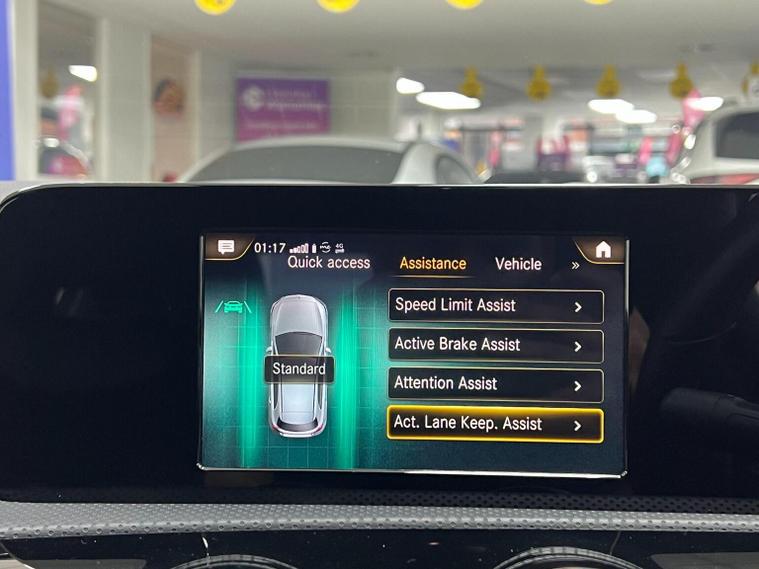 01:17 4G
Quick access Assistance Vehicle »
Speed Limit Assist
Active Brake Assist
Standard
Attention Assist
Act. Lane Keep. Assist